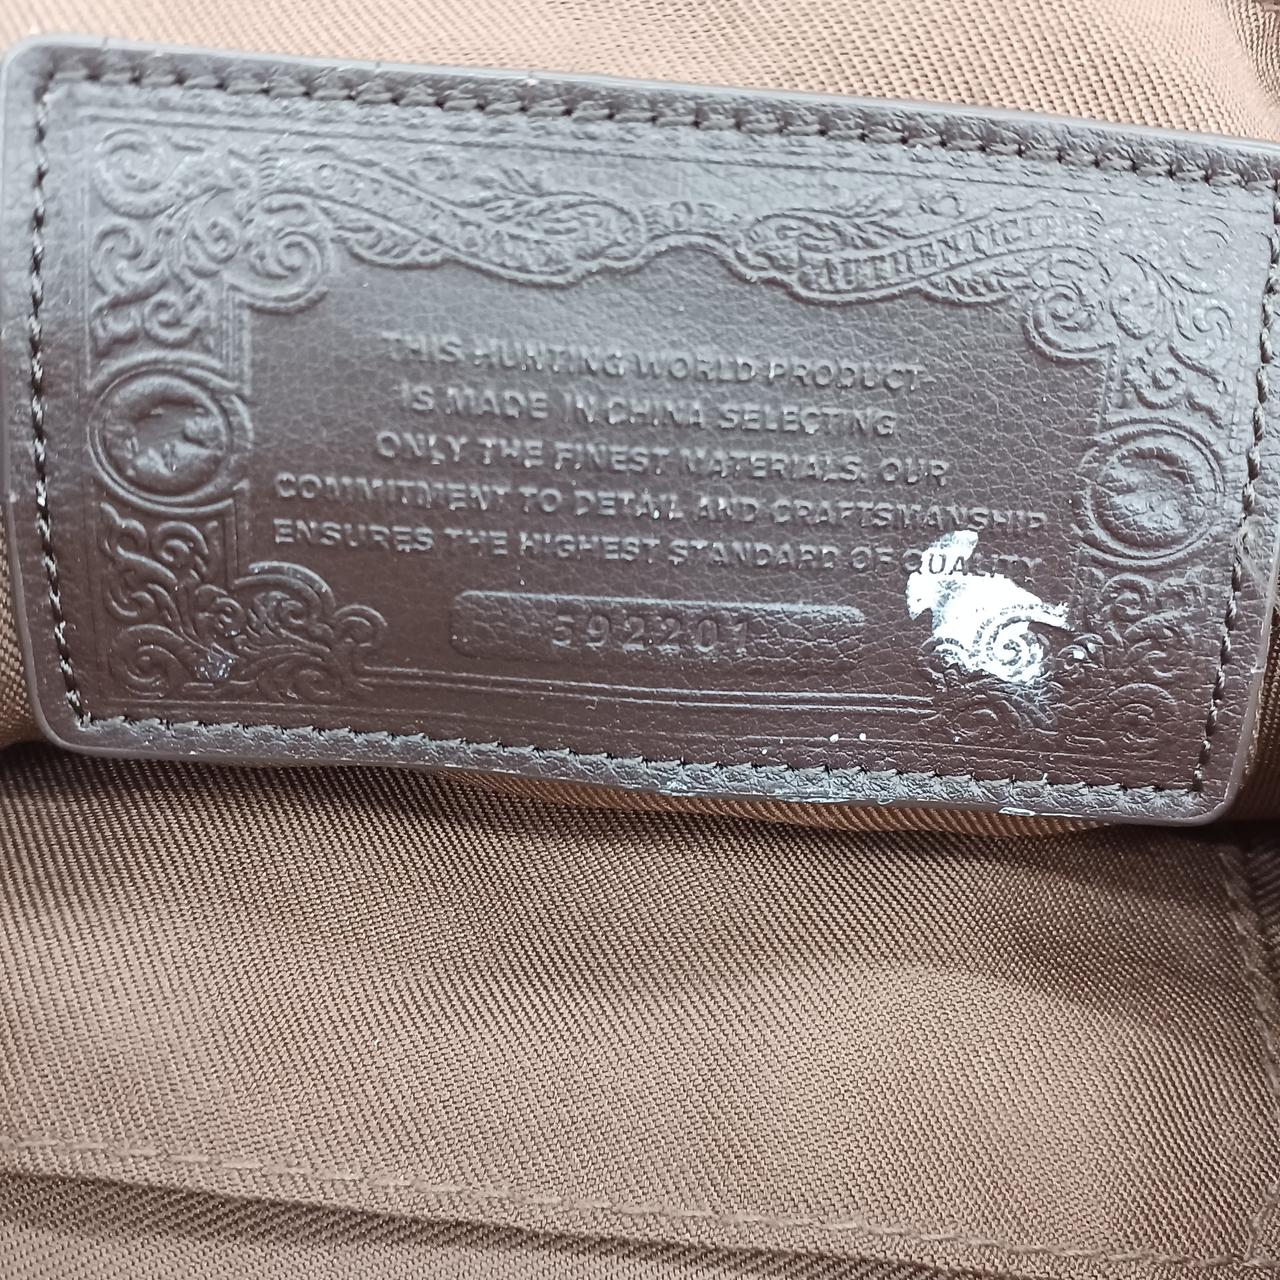 OF
AUTHENTICITY
THIS HUNTING WORLD PRODUCT
IS MADE IN CHINA SELECTING
ONLY THE FINEST MATERIALS. OUR
COMMITMENT TO DETAIL AND CRAFTSMANSHIP
ENSURES THE HIGHEST STANDARD OF QUALITY
592201